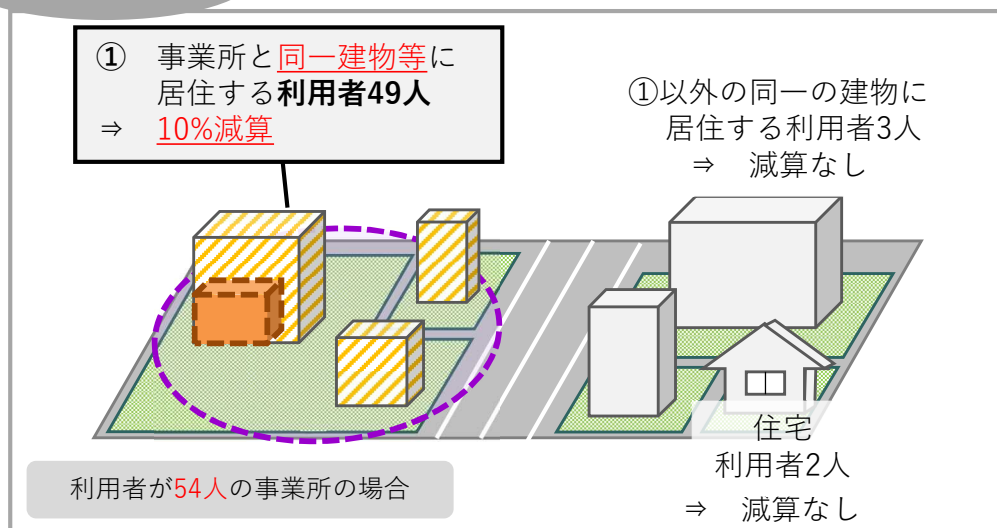 ① 事業所と同一建物等に
居住する利用者49人
⇒ 10%減算
①以外の同一の建物に
居住する利用者3人
⇒ 減算なし
住宅
利用者2人
⇒ 減算なし
利用者が54人の事業所の場合